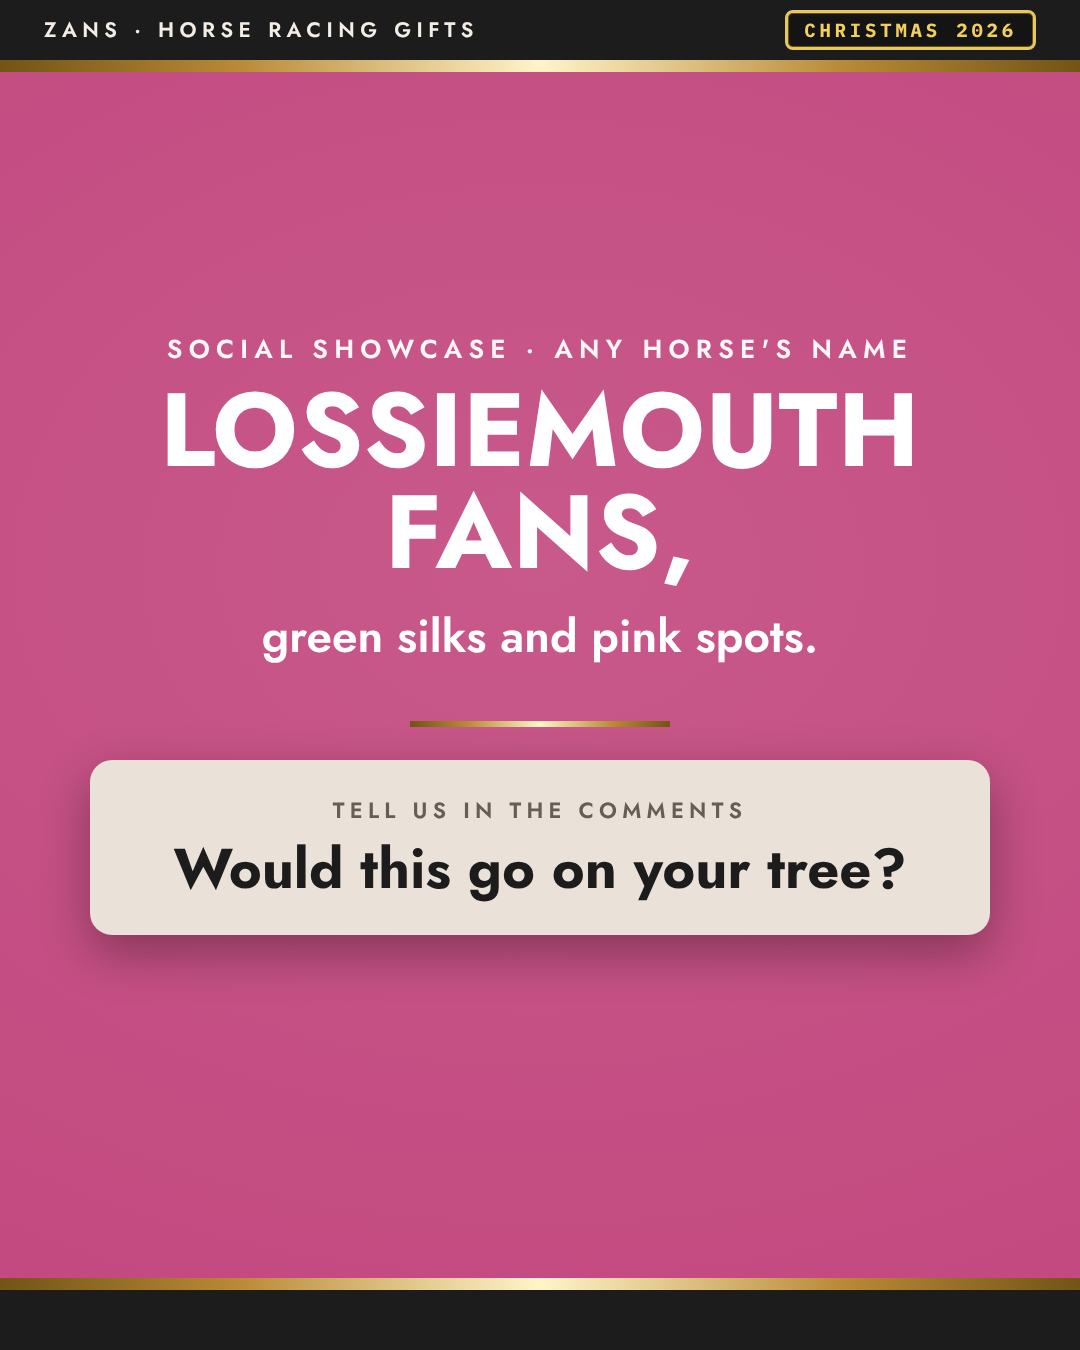 ZANS · HORSE RACING GIFTS
CHRISTMAS 2026
SOCIAL SHOWCASE · ANY HORSE'S NAME
LOSSIEMOUTH
FANS,
green silks and pink spots.
TELL US IN THE COMMENTS
Would this go on your tree?